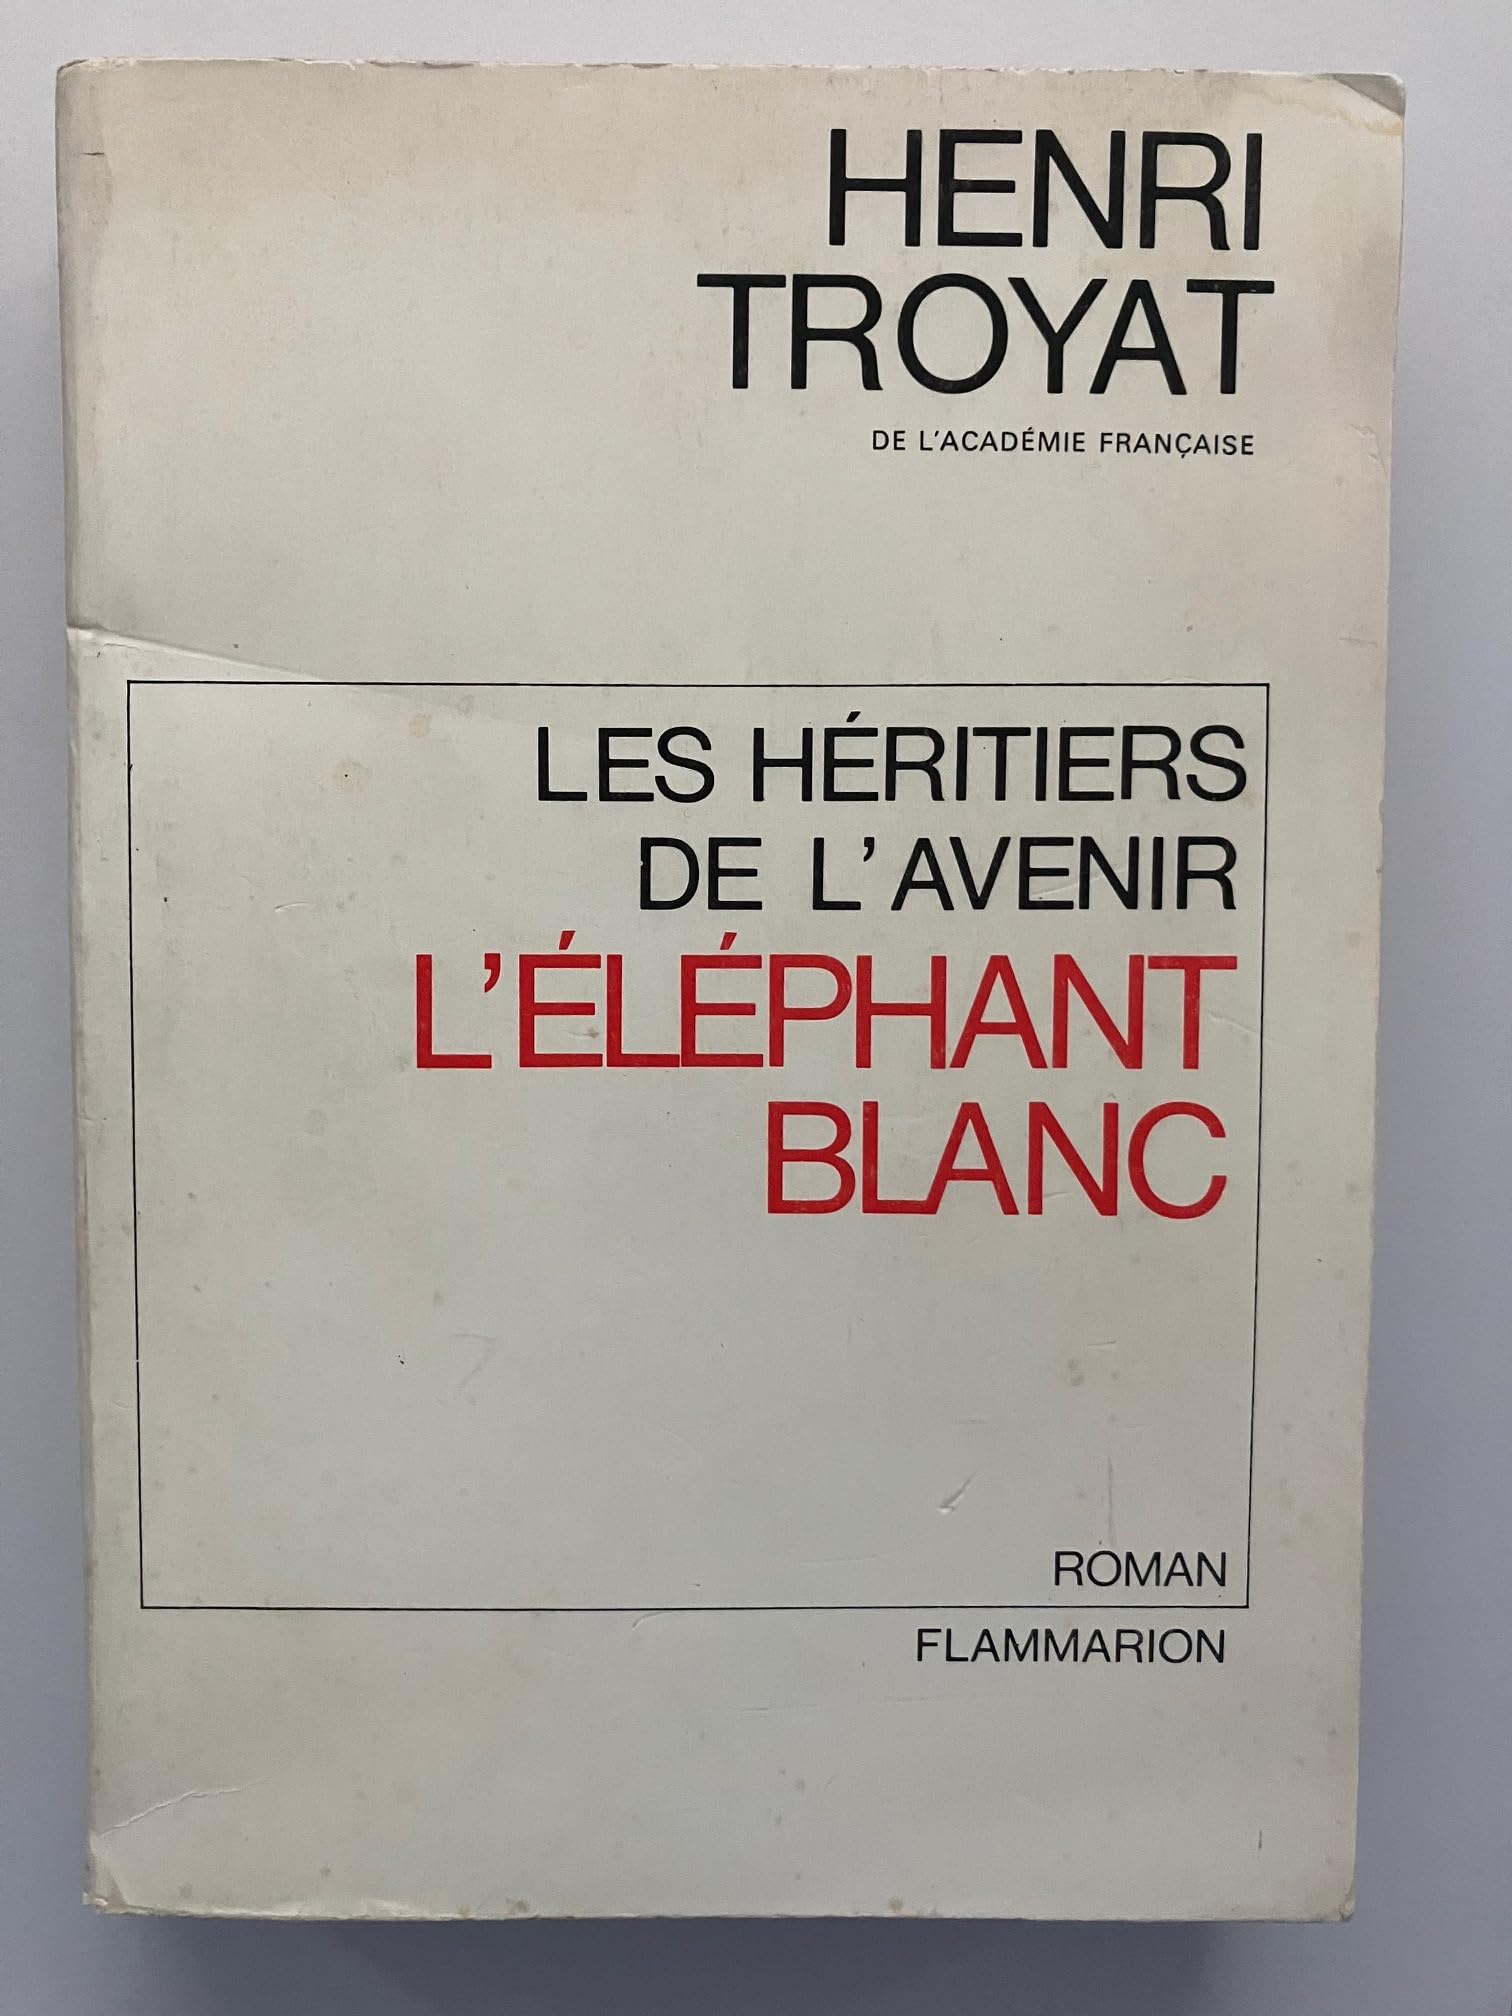 HENRI
TROYAT
DE L'ACADÉMIE FRANÇAISE
LES HÉRITIERS
DE L'AVENIR
L'ÉLÉPHANT
BLANC
ROMAN
FLAMMARION